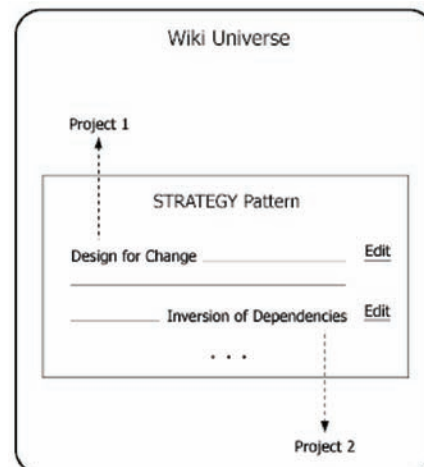 Wiki Universe
Project 1
STRATEGY Pattern
Design for Change Edit
Inversion of Dependencies Edit
. . .
Project 2